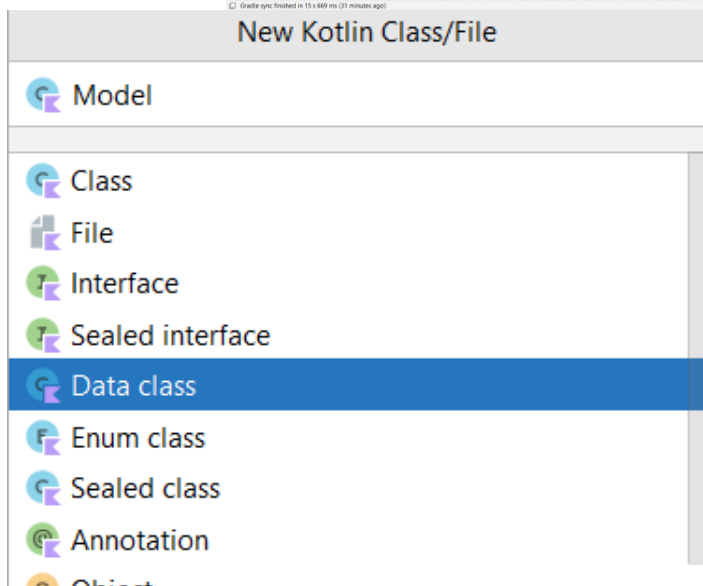 Gradle sync finished in 15 s 669 ms (31 minutes ago)
New Kotlin Class/File
Model
Class
File
Interface
Sealed interface
Data class
Enum class
Sealed class
Annotation
Object